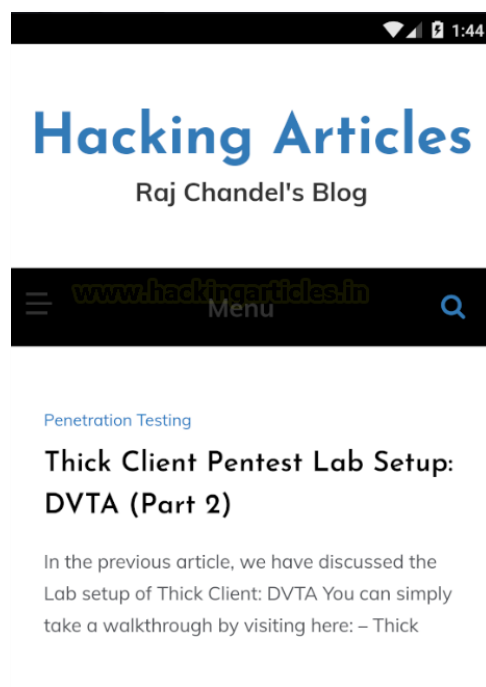 1:44
Hacking Articles
Raj Chandel's Blog
www.hackingarticles.in
Menu
Penetration Testing
Thick Client Pentest Lab Setup:
DVTA (Part 2)
In the previous article, we have discussed the
Lab setup of Thick Client: DVTA You can simply
take a walkthrough by visiting here: – Thick